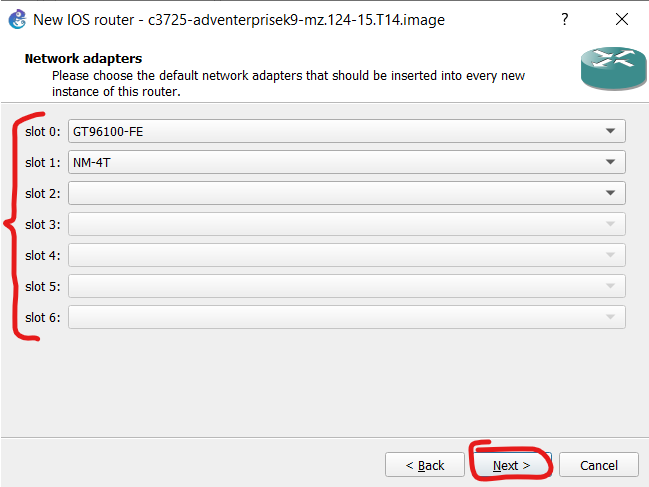 New IOS router - c3725-adventerprisek9-mz.124-15.T14.image
Network adapters
Please choose the default network adapters that should be inserted into every new
instance of this router.
slot 0: GT96100-FE
slot 1: NM-4T
slot 2:
slot 3:
slot 4:
slot 5:
slot 6:
< Back Next > Cancel